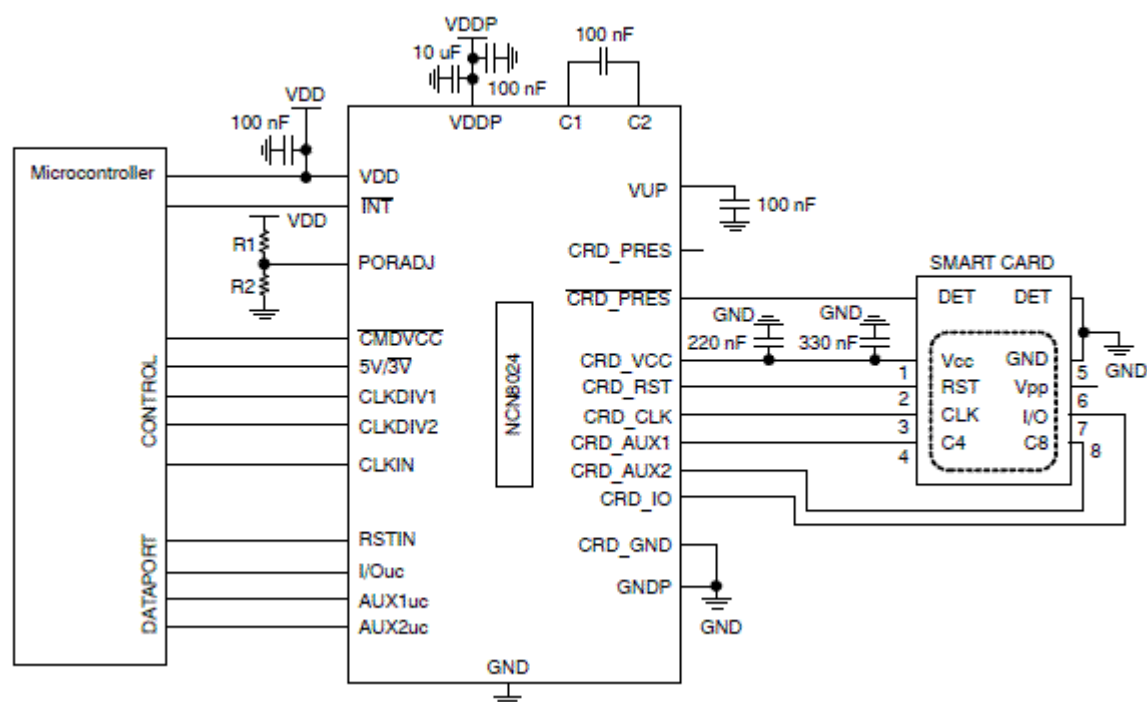 VDDP
10 uF
100 nF
100 nF
VDD
100 nF
VDDP
C1
C2
Microcontroller
VDD
INT
VDD
R1
R2
PORADJ
VUP
100 nF
CRD_PRES
CRD_PRES
SMART CARD
DET
DET
GND
GND
220 nF
330 nF
GND
CMDVCC
5V/3V
CLKDIV1
CLKDIV2
CLKIN
CONTROL
NCN8024
CRD_VCC
CRD_RST
CRD_CLK
CRD_AUX1
CRD_AUX2
CRD_IO
1
2
3
4
Vcc
GND
RST
Vpp
CLK
I/O
C4
C8
5
6
7
8
RSTIN
I/Ouc
AUX1uc
AUX2uc
DATAPORT
CRD_GND
GNDP
GND
GND